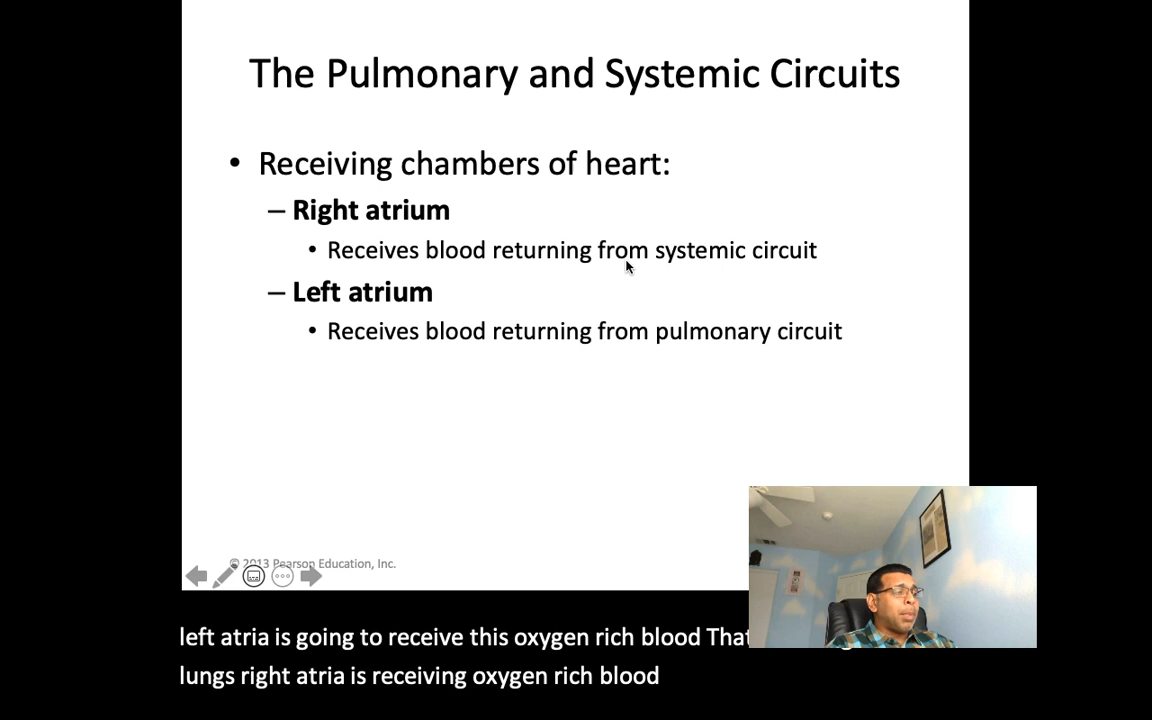 The Pulmonary and Systemic Circuits
• Receiving chambers of heart:
– Right atrium
• Receives blood returning from systemic circuit
– Left atrium
• Receives blood returning from pulmonary circuit
© 2013 Pearson Education, Inc.
left atria is going to receive this oxygen rich blood That
lungs right atria is receiving oxygen rich blood